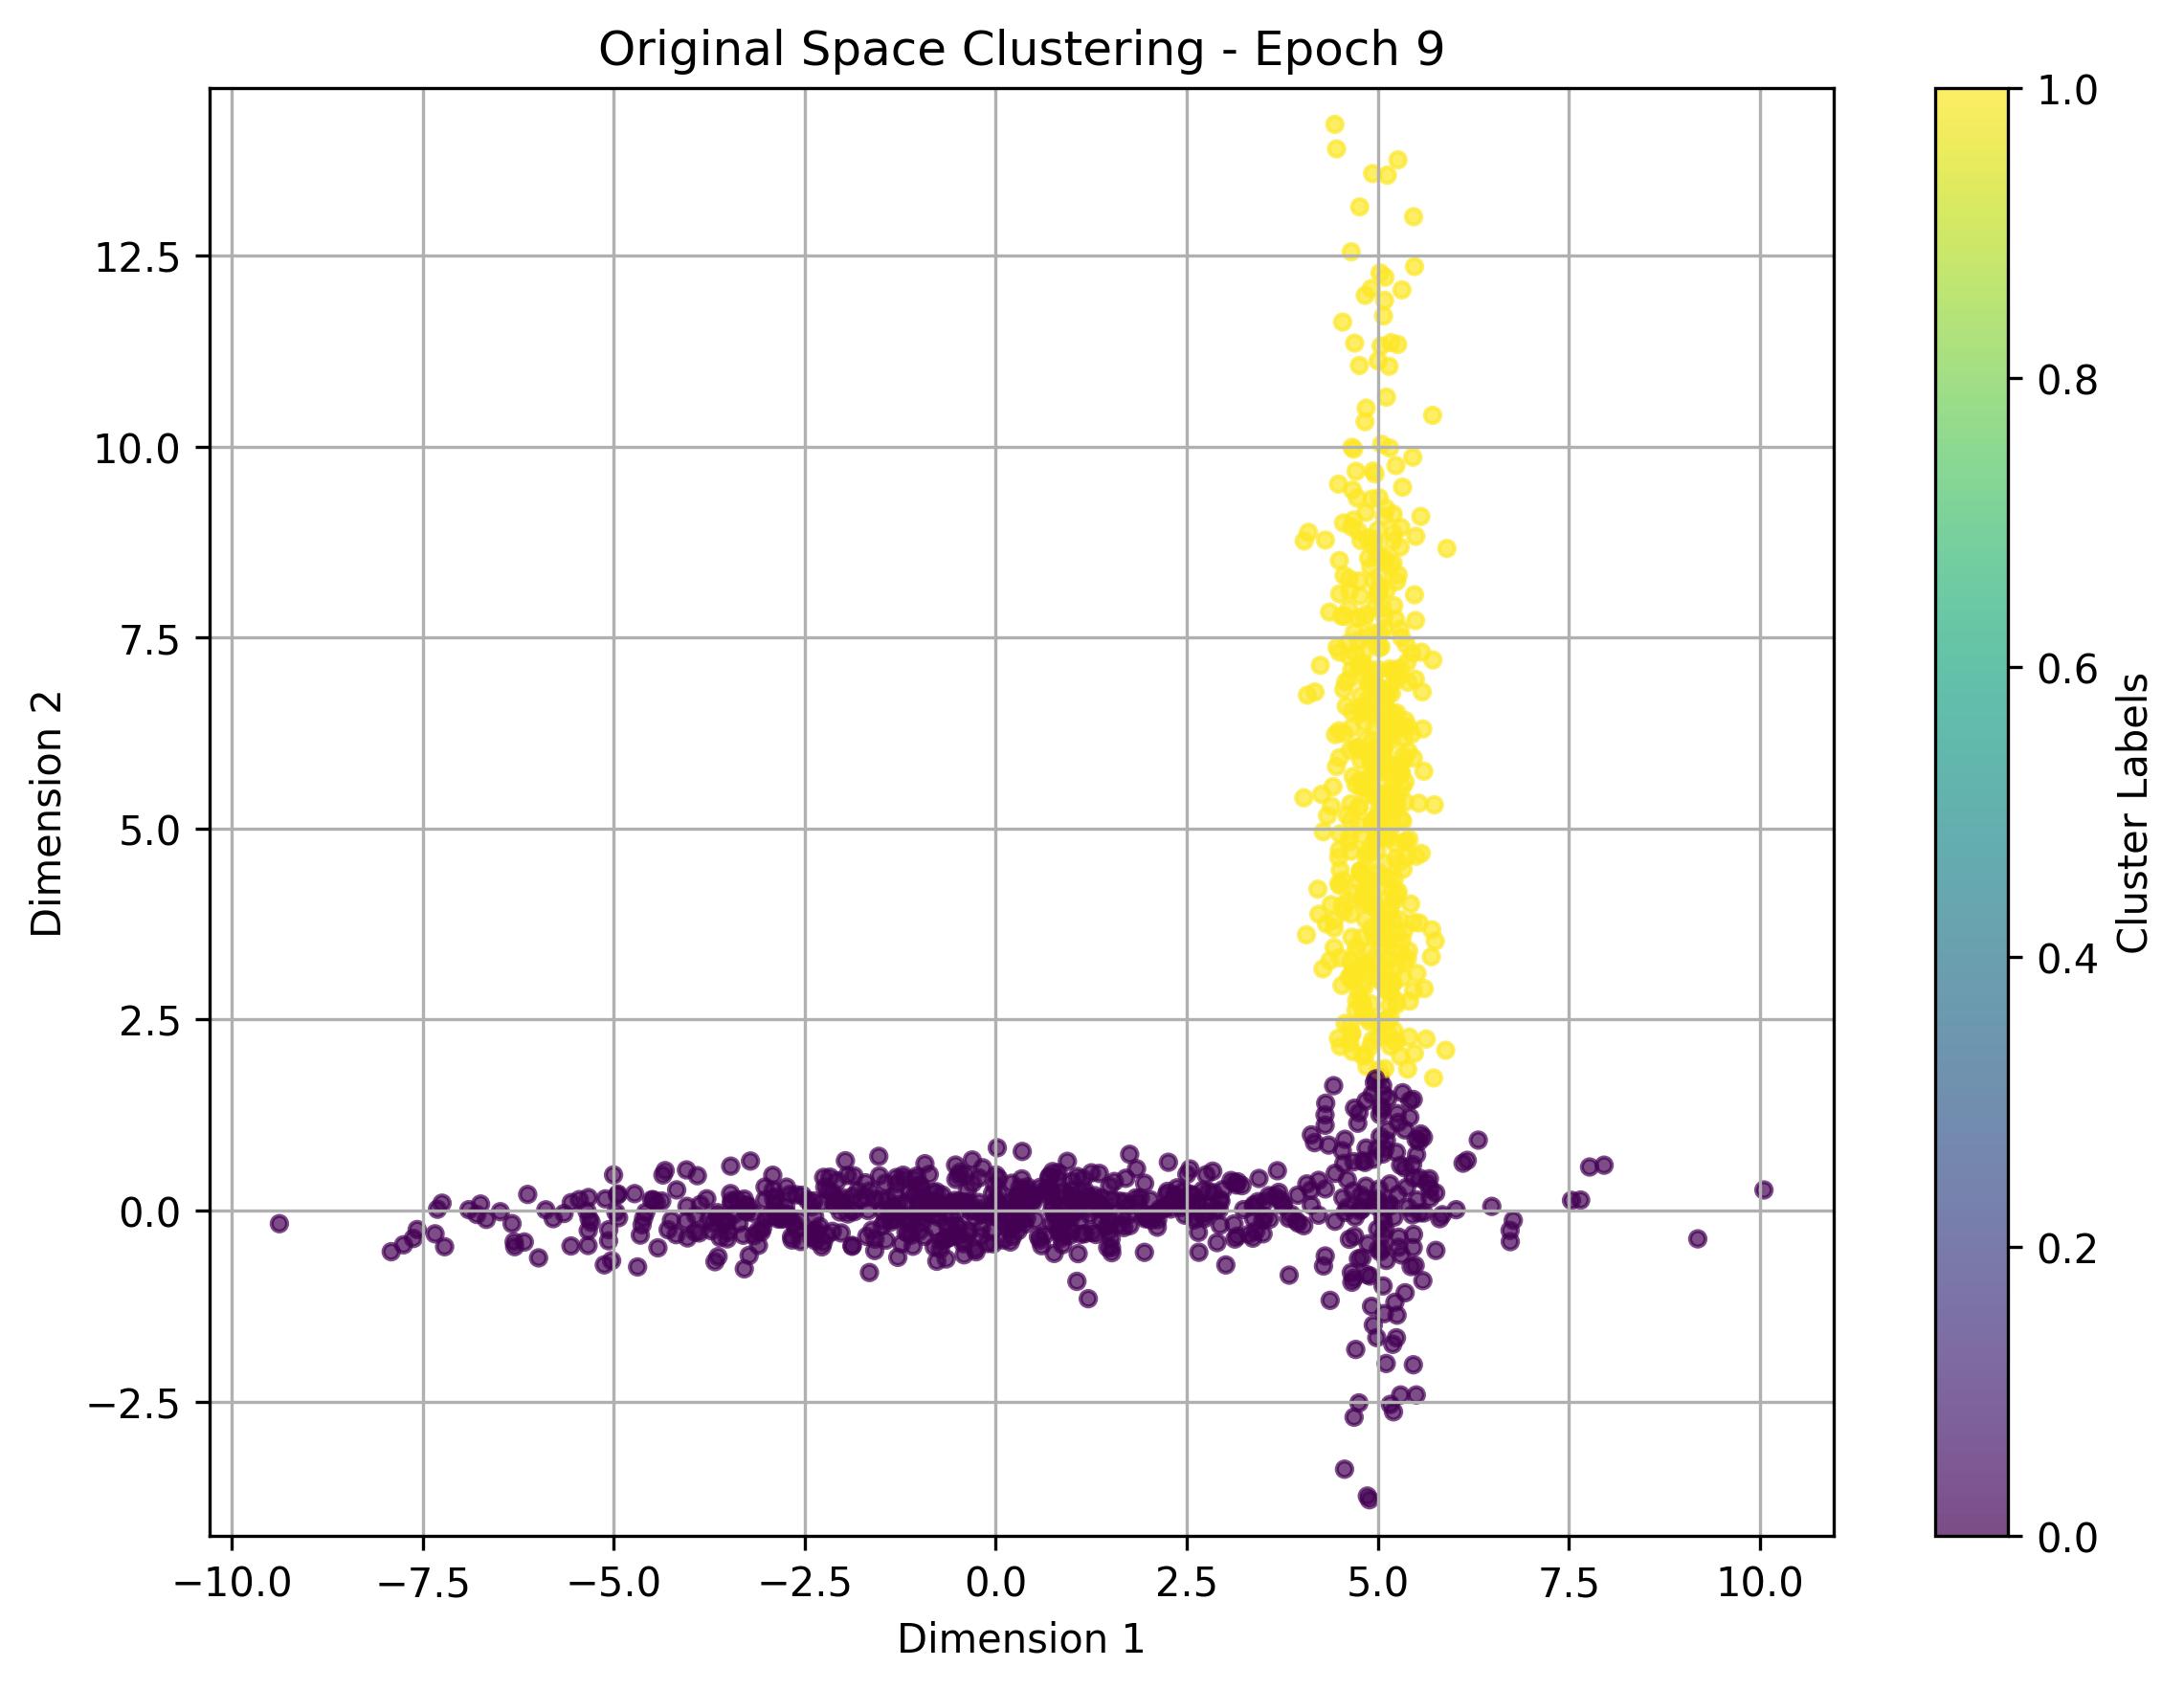 Original Space Clustering - Epoch 9
Dimension 2
12.5
10.0
7.5
5.0
2.5
0.0
−2.5
−10.0 −7.5 −5.0 −2.5 0.0 2.5 5.0 7.5 10.0
Dimension 1
1.0
0.8
0.6
0.4
0.2
0.0
Cluster Labels